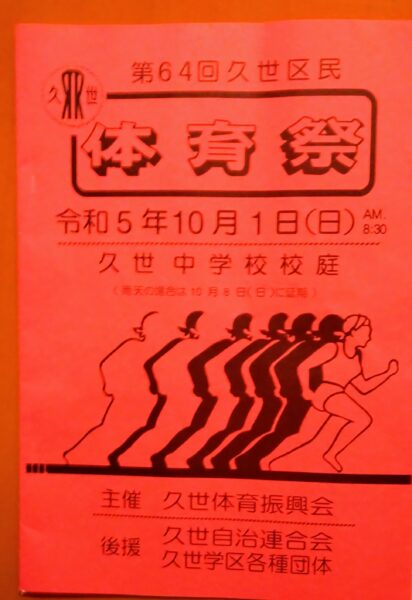 第64回久世区民
久 世
体育祭
令和5年10月1日(日) AM. 8:30
久世中学校校庭
(雨天の場合は10月8日(日)に延期)
主催 久世体育振興会
後援 久世自治連合会
久世学区各種団体